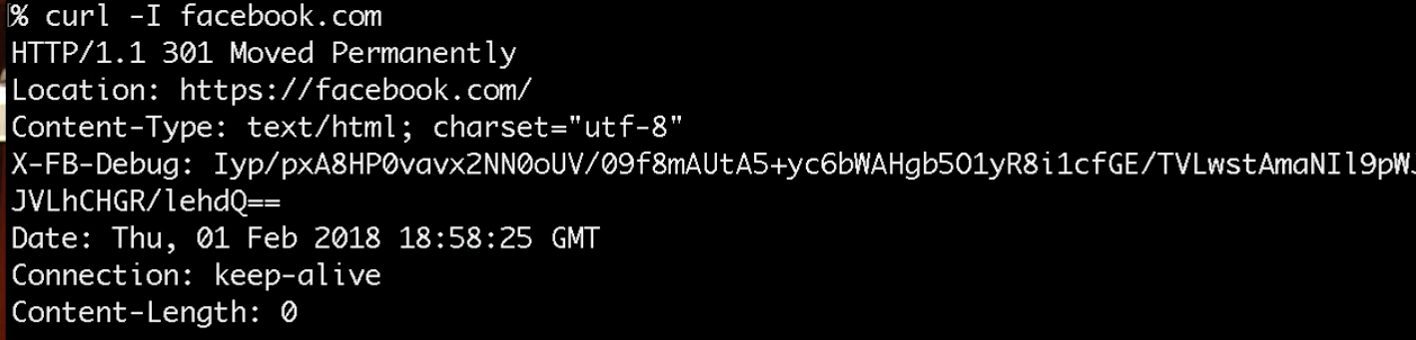 % curl -I facebook.com
HTTP/1.1 301 Moved Permanently
Location: https://facebook.com/
Content-Type: text/html; charset="utf-8"
X-FB-Debug: Iyp/pxA8HP0vavx2NN0oUV/09f8mAUtA5+yc6bWAHgb5O1yR8i1cfGE/TVLwstAmaNIl9pWJ
JVLhCHGR/lehdQ==
Date: Thu, 01 Feb 2018 18:58:25 GMT
Connection: keep-alive
Content-Length: 0